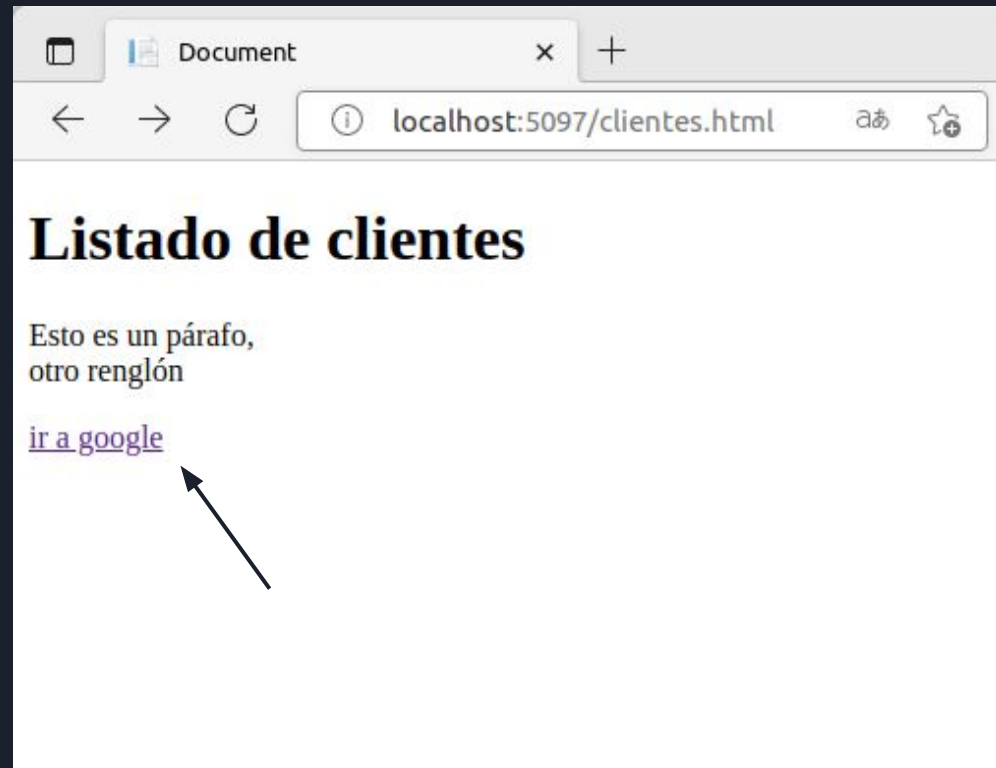 Document
localhost:5097/clientes.html
aあ
Listado de clientes
Esto es un párafo,
otro renglón
ir a google